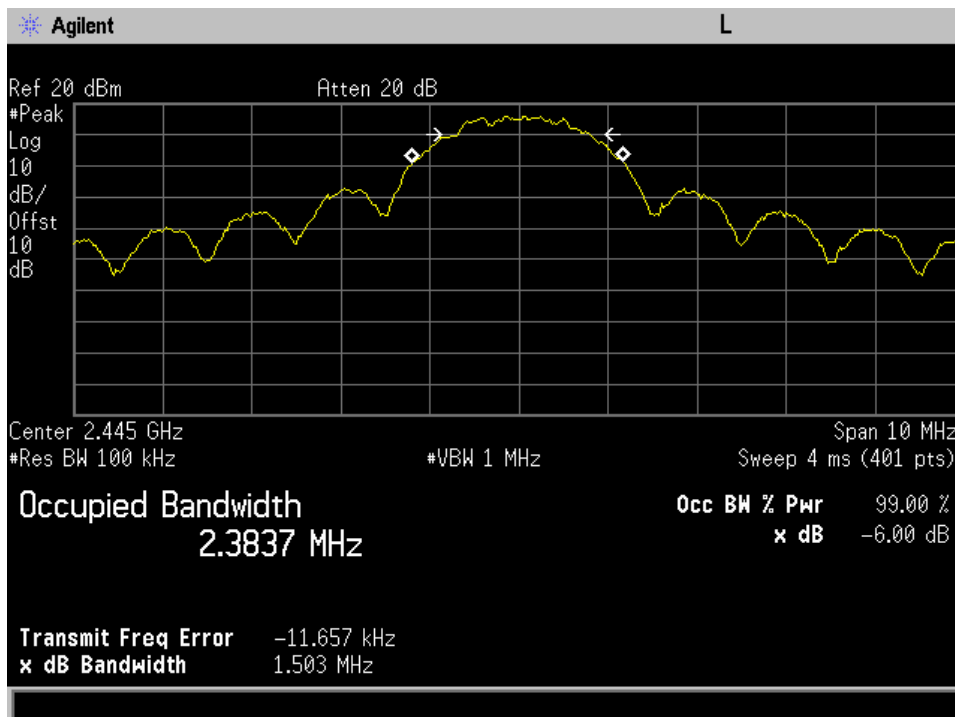 Agilent L
Ref 20 dBm Atten 20 dB
#Peak
Log
10
dB/
Offst
10
dB
Center 2.445 GHz Span 10 MHz
#Res BW 100 kHz #VBW 1 MHz Sweep 4 ms (401 pts)
Occupied Bandwidth Occ BW % Pwr 99.00 %
2.3837 MHz x dB -6.00 dB
Transmit Freq Error -11.657 kHz
x dB Bandwidth 1.503 MHz